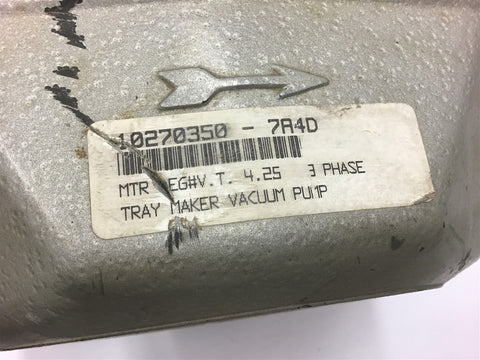 10270350 - 7A4D
MTR EG#V.T. 4.25 3 PHASE
TRAY MAKER VACUUM PUMP